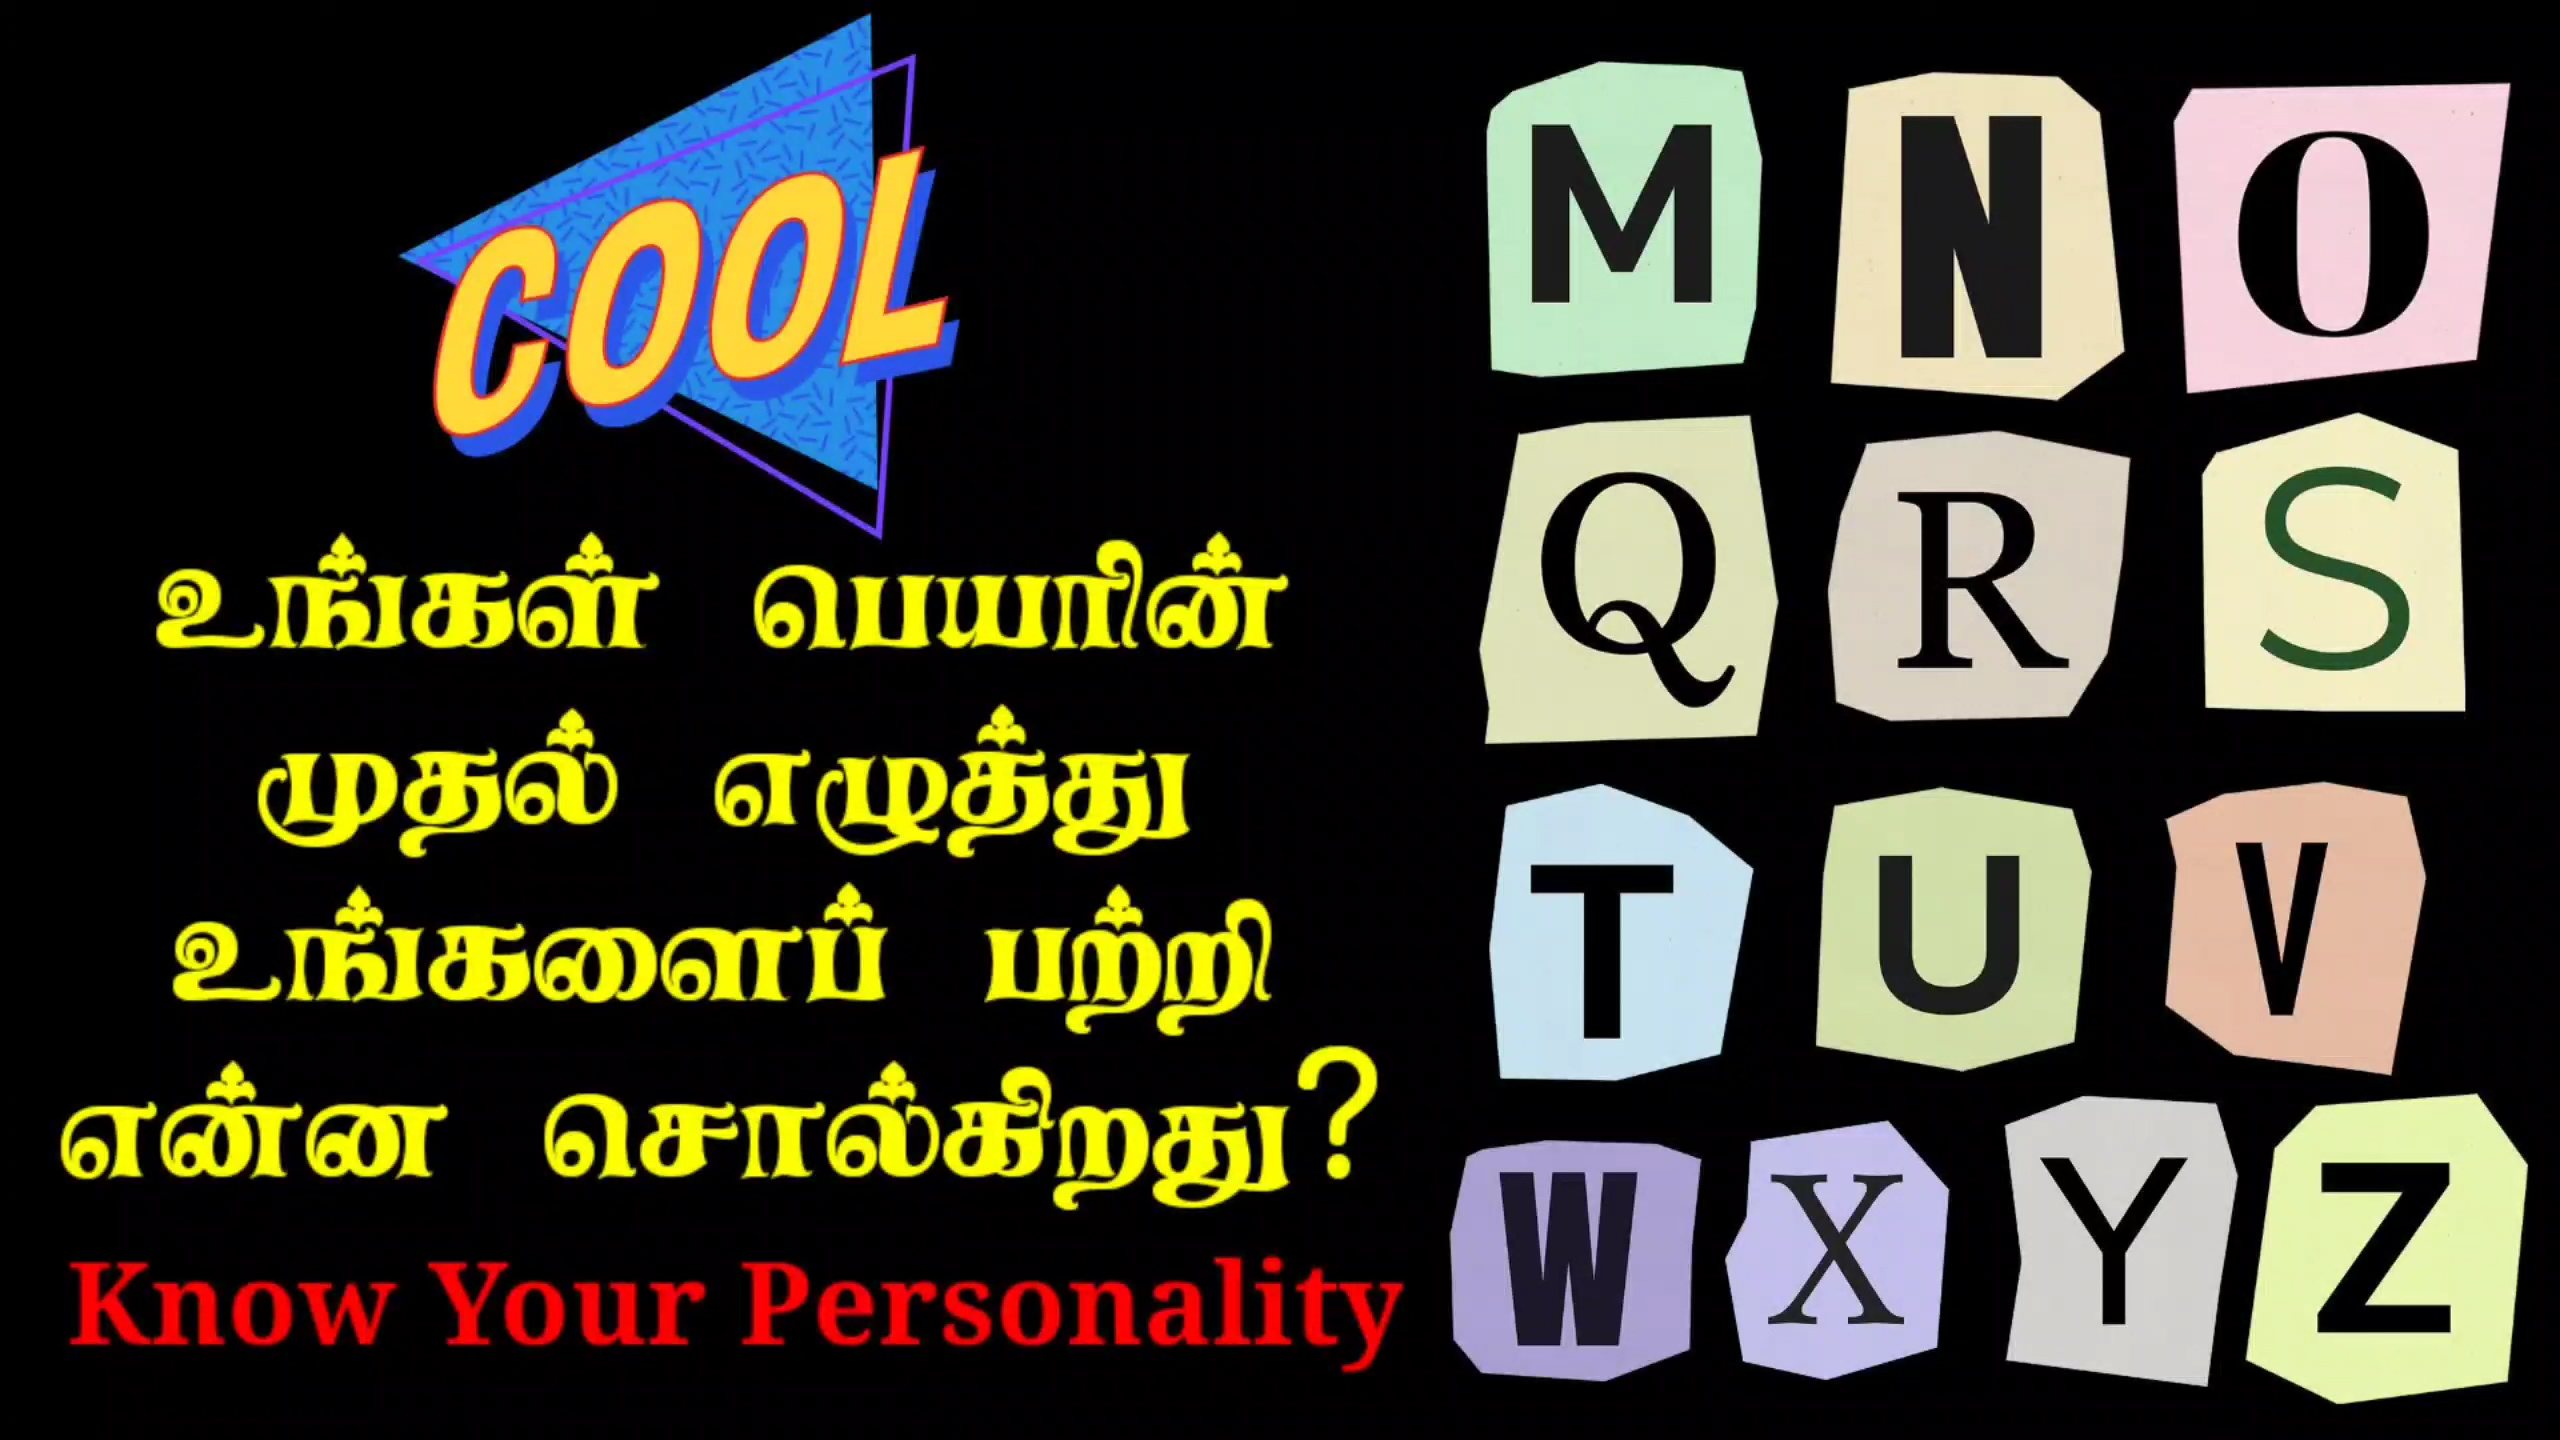 COOL
உங்கள் பெயரின்
முதல் எழுத்து
உங்களைப் பற்றி
என்ன சொல்கிறது?
Know Your Personality
M N O
Q R S
T U V
W X Y Z